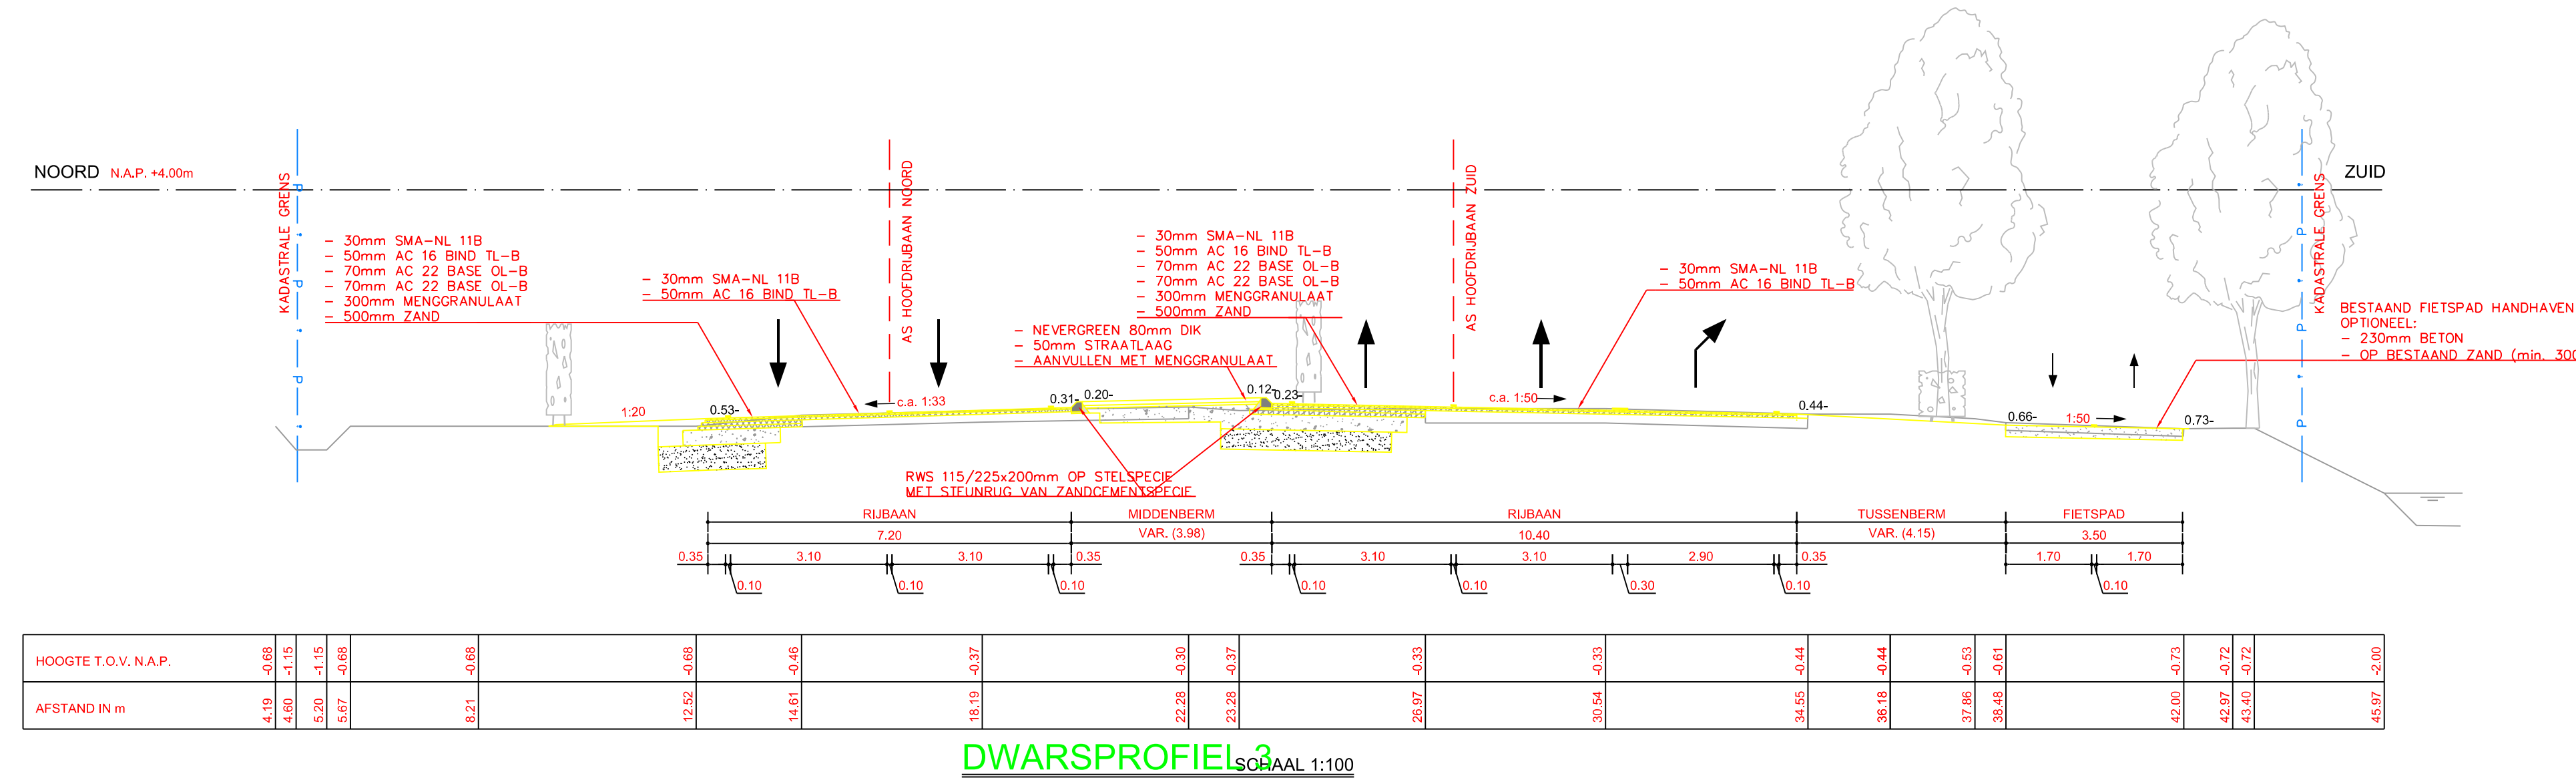 NOORD N.A.P. +4.00m
ZUID
KADASTRALE GRENS
P
P
P
P
AS HOOFDRIJBAAN NOORD
AS HOOFDRIJBAAN ZUID
KADASTRALE GRENS
P
P
P
P
- 30mm SMA-NL 11B
- 50mm AC 16 BIND TL-B
- 70mm AC 22 BASE OL-B
- 70mm AC 22 BASE OL-B
- 300mm MENGGRANULAAT
- 500mm ZAND
- 30mm SMA-NL 11B
- 50mm AC 16 BIND TL-B
- 30mm SMA-NL 11B
- 50mm AC 16 BIND TL-B
- 70mm AC 22 BASE OL-B
- 70mm AC 22 BASE OL-B
- 300mm MENGGRANULAAT
- 500mm ZAND
- NEVERGREEN 80mm DIK
- 50mm STRAATLAAG
- AANVULLEN MET MENGGRANULAAT
- 30mm SMA-NL 11B
- 50mm AC 16 BIND TL-B
BESTAAND FIETSPAD HANDHAVEN
OPTIONEEL:
- 230mm BETON
- OP BESTAAND ZAND (min. 300
1:20
0.53-
c.a. 1:33
0.31-
0.20-
0.12-
0.23-
c.a. 1:50
0.44-
0.66-
1:50
0.73-
RWS 115/225x200mm OP STELSPECIE
MET STEUNRUG VAN ZANDCEMENTSPECIE
RIJBAAN MIDDENBERM RIJBAAN TUSSENBERM FIETSPAD
7.20 VAR. (3.98) 10.40 VAR. (4.15) 3.50
0.35 3.10 3.10 0.35 0.35 3.10 3.10 2.90 0.35 1.70 1.70
0.10 0.10 0.10 0.10 0.10 0.30 0.10 0.10
HOOGTE T.O.V. N.A.P. -0.68 -1.15 -1.15 -0.68 -0.68 -0.68 -0.46 -0.37 -0.30 -0.37 -0.33 -0.33 -0.44 -0.44 -0.53 -0.61 -0.73 -0.72 -0.72 -2.00
AFSTAND IN m 4.19 4.60 5.20 5.67 8.21 12.52 14.61 18.19 22.28 23.28 26.97 30.54 34.55 36.18 37.86 38.48 42.00 42.97 43.40 45.97
DWARSPROFIEL 3
SCHAAL 1:100